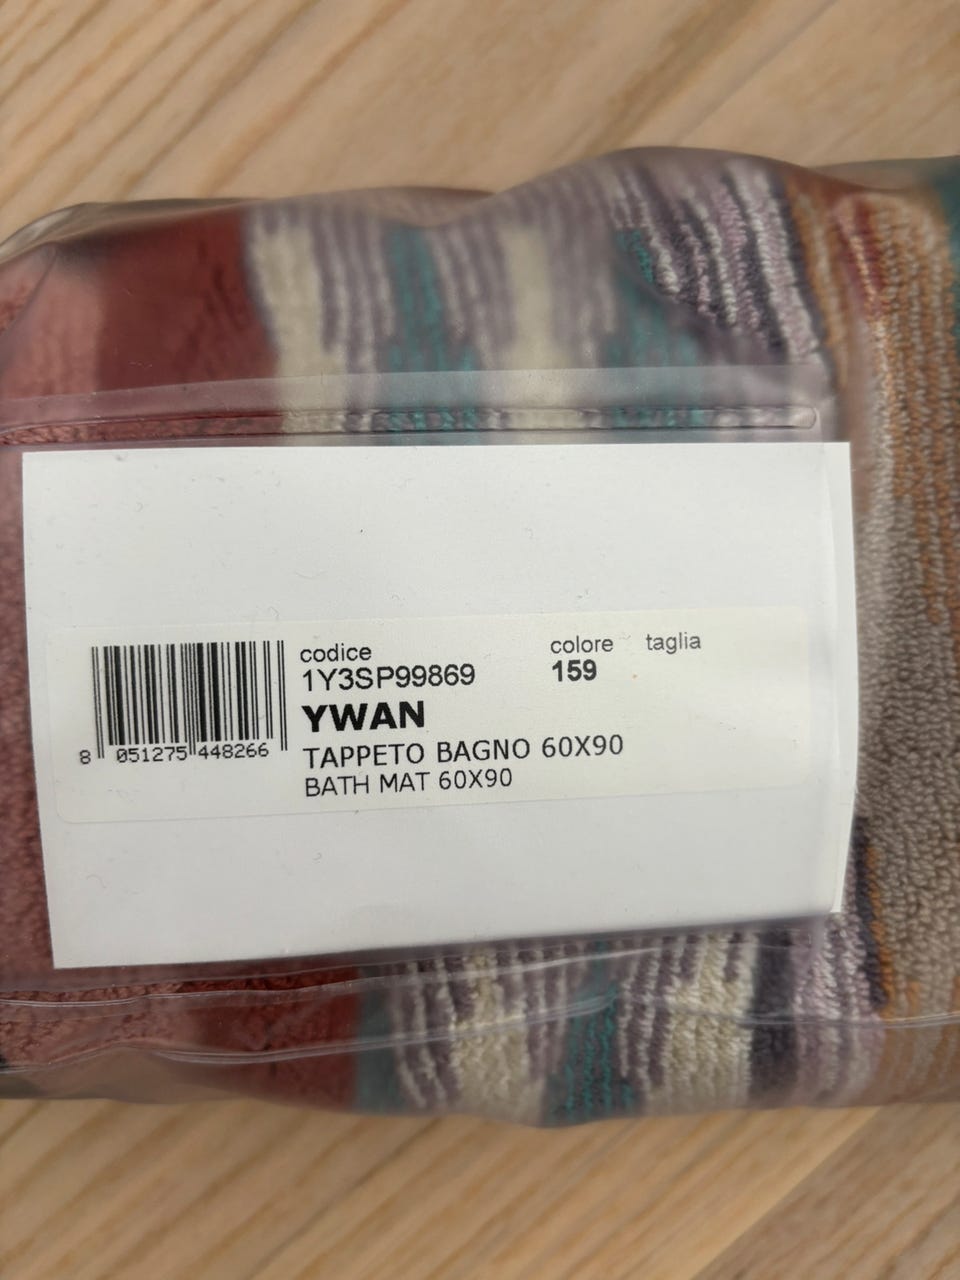 codice colore taglia
1Y3SP99869 159
YWAN
TAPPETO BAGNO 60X90
BATH MAT 60X90
8 051275 448266